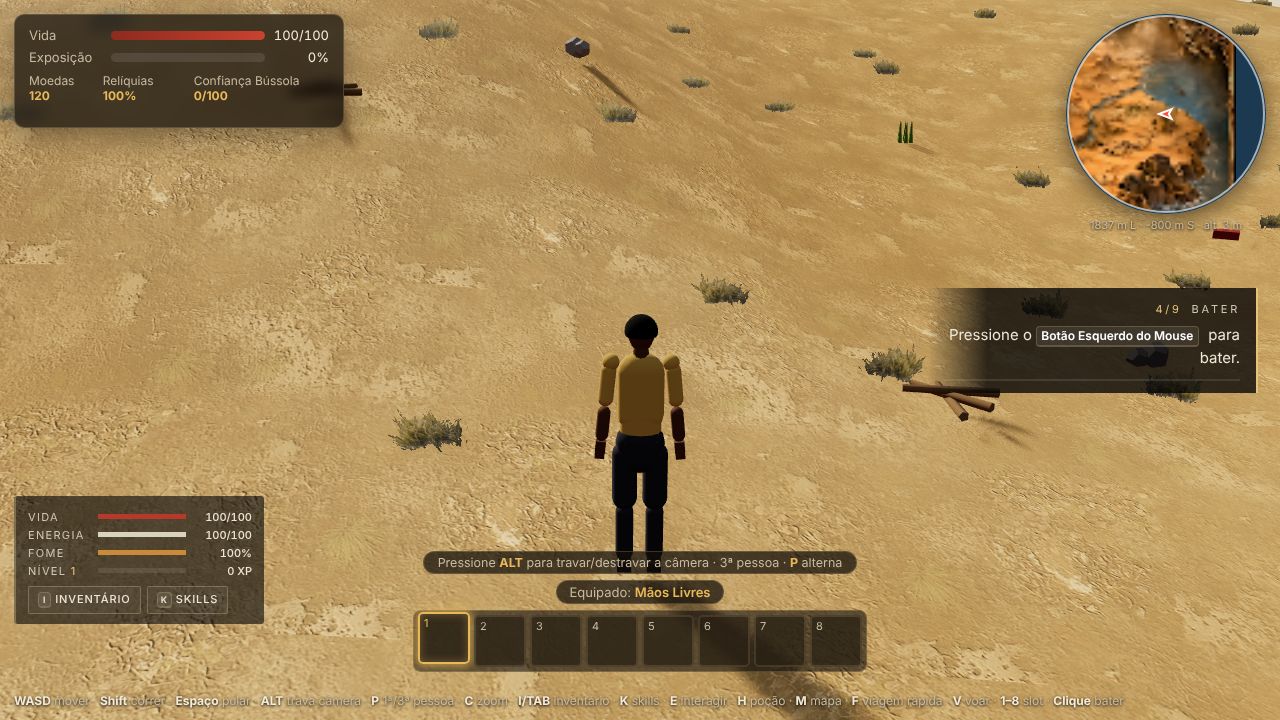 Vida 100/100
Exposição 0%
Moedas Relíquias Confiança Bússola
120 100% 0/100
1837 m L · -800 m S · alt. 3 m
4/9 BATER
Pressione o Botão Esquerdo do Mouse para
bater.
VIDA 100/100
ENERGIA 100/100
FOME 100%
NÍVEL 1 0 XP
I INVENTÁRIO K SKILLS
Pressione ALT para travar/destravar a câmera · 3ª pessoa · P alterna
Equipado: Mãos Livres
1 2 3 4 5 6 7 8
WASD mover Shift correr Espaço pular ALT trava câmera P 1ª/3ª pessoa C zoom I/TAB inventário K skills E interagir H poção · M mapa F viagem rápida V voar 1–8 slot Clique bater